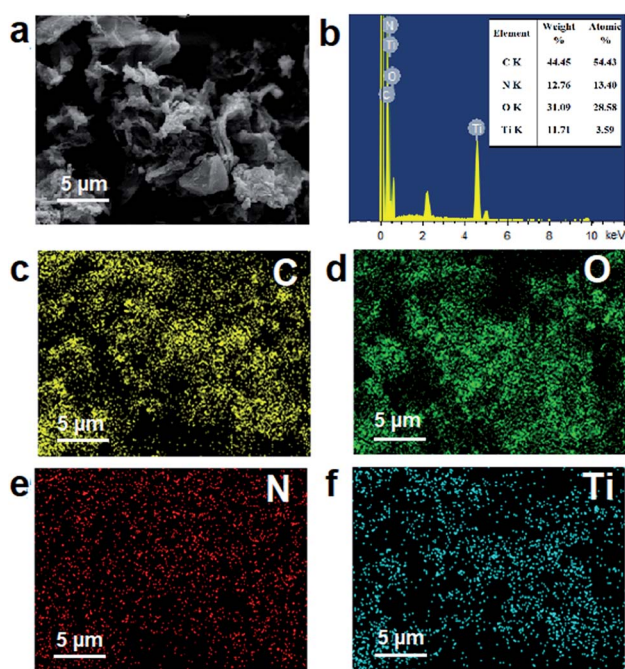 a
5 µm
b
N
Ti
O
C
Ti
Element Weight % Atomic %
C K 44.45 54.43
N K 12.76 13.40
O K 31.09 28.58
Ti K 11.71 3.59
0 2 4 6 8 10 keV
c
C
5 µm
d
O
5 µm
e
N
5 µm
f
Ti
5 µm